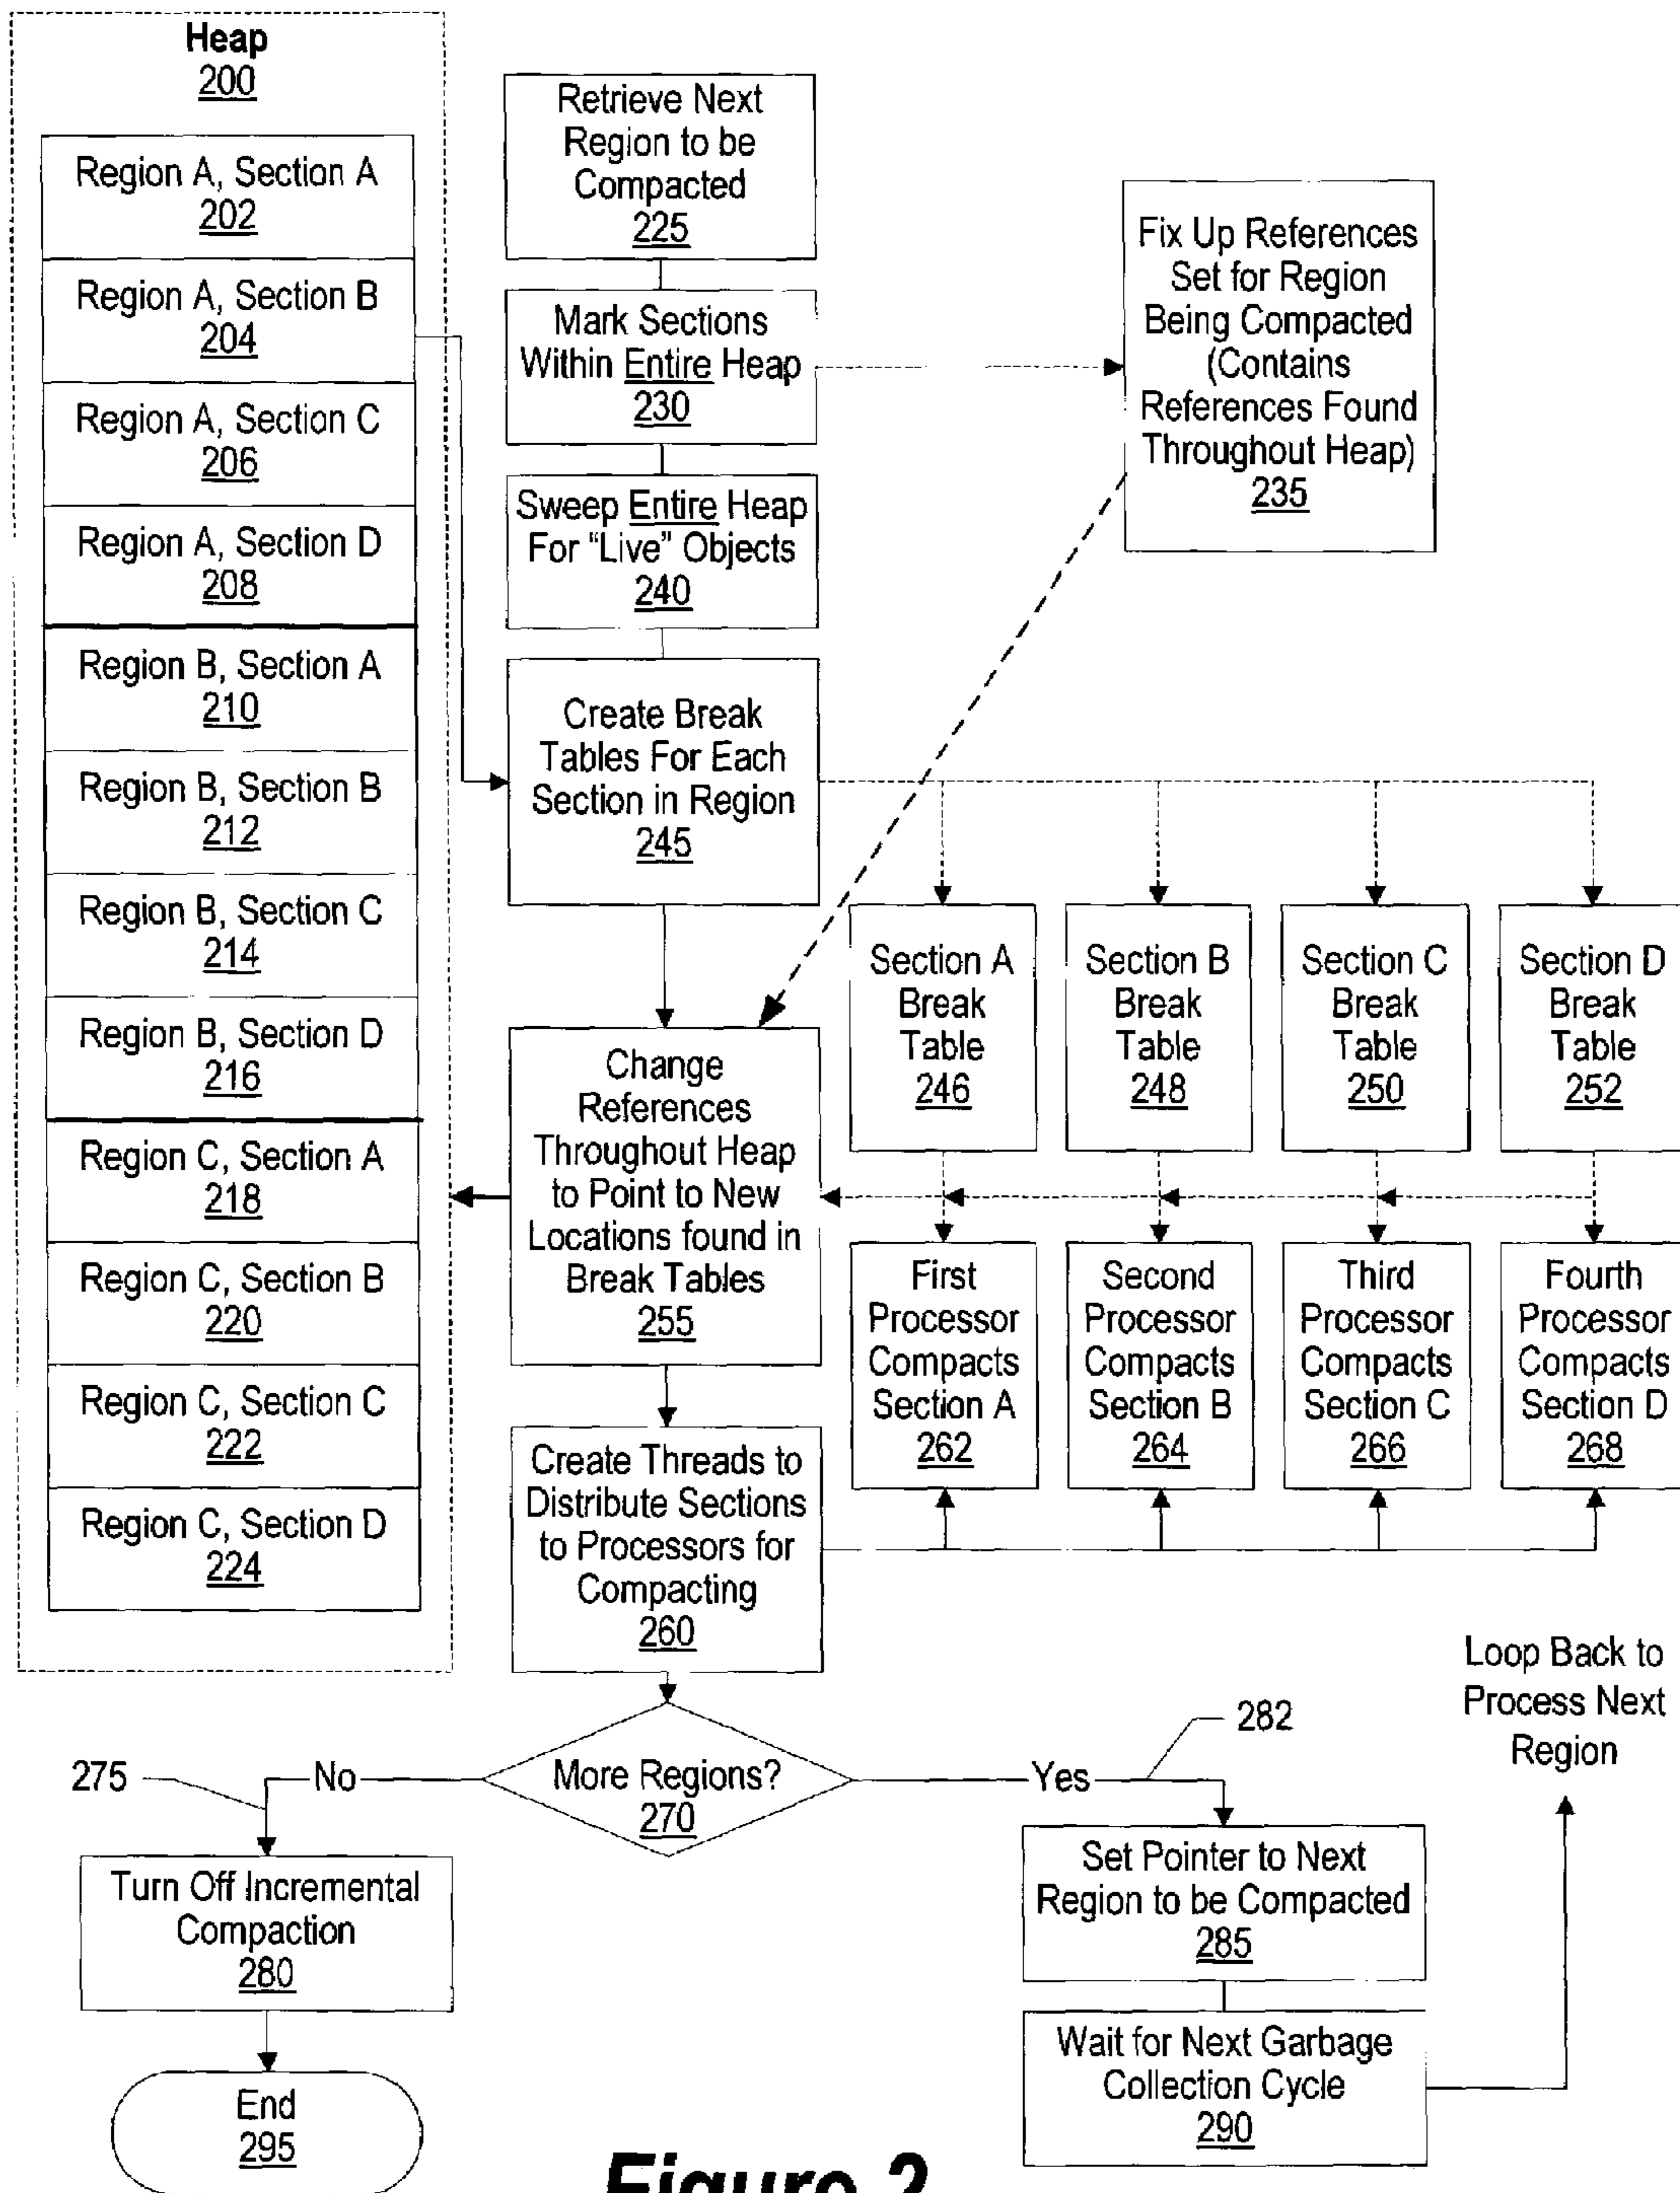 Heap
200
Region A, Section A
202
Region A, Section B
204
Region A, Section C
206
Region A, Section D
208
Region B, Section A
210
Region B, Section B
212
Region B, Section C
214
Region B, Section D
216
Region C, Section A
218
Region C, Section B
220
Region C, Section C
222
Region C, Section D
224
Retrieve Next
Region to be
Compacted
225
Mark Sections
Within Entire Heap
230
Fix Up References
Set for Region
Being Compacted
(Contains
References Found
Throughout Heap)
235
Sweep Entire Heap
For "Live" Objects
240
Create Break
Tables For Each
Section in Region
245
Section A
Break
Table
246
Section B
Break
Table
248
Section C
Break
Table
250
Section D
Break
Table
252
Change
References
Throughout Heap
to Point to New
Locations found in
Break Tables
255
First
Processor
Compacts
Section A
262
Second
Processor
Compacts
Section B
264
Third
Processor
Compacts
Section C
266
Fourth
Processor
Compacts
Section D
268
Create Threads to
Distribute Sections
to Processors for
Compacting
260
More Regions?
270
275
No
Turn Off Incremental
Compaction
280
End
295
Yes
282
Set Pointer to Next
Region to be Compacted
285
Wait for Next Garbage
Collection Cycle
290
Loop Back to
Process Next
Region
Figure 2